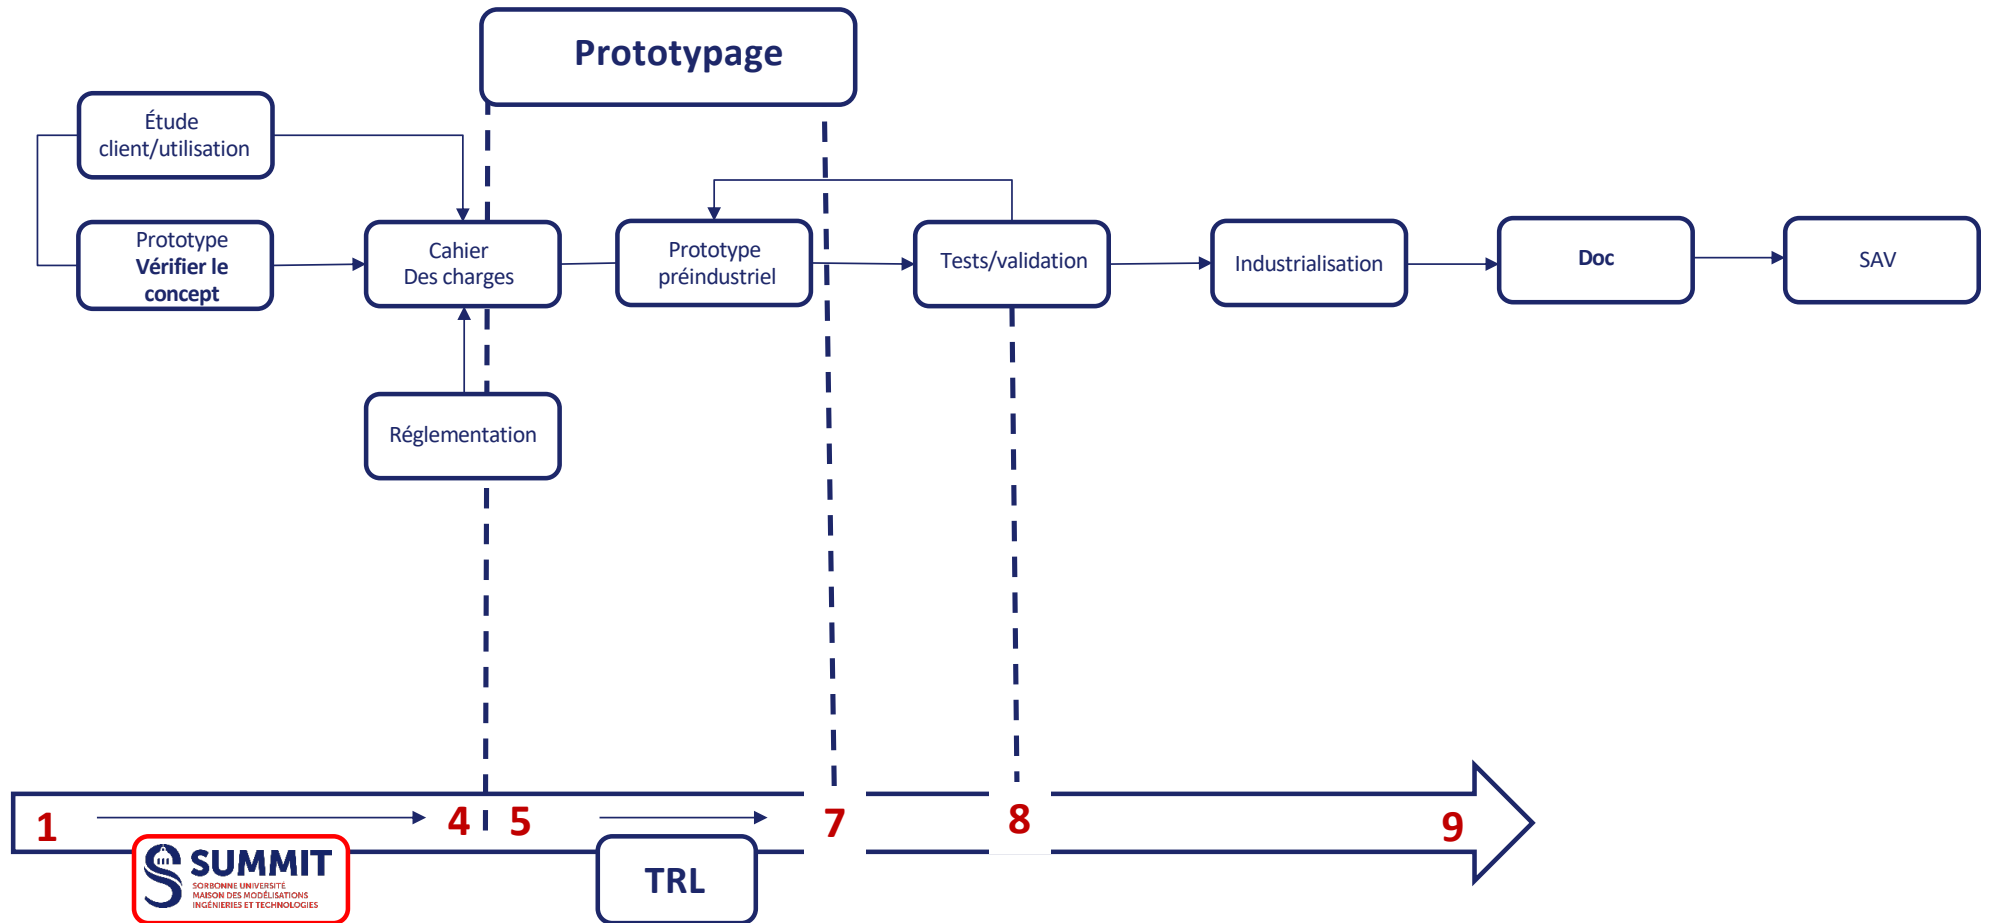 Prototypage
Étude
client/utilisation
Prototype
Vérifier le
concept
Cahier
Des charges
Prototype
préindustriel
Tests/validation
Industrialisation
Doc
SAV
Réglementation
1
4
5
7
8
9
SUMMIT
SORBONNE UNIVERSITÉ
MAISON DES MODÉLISATIONS
INGÉNIERIES ET TECHNOLOGIES
TRL